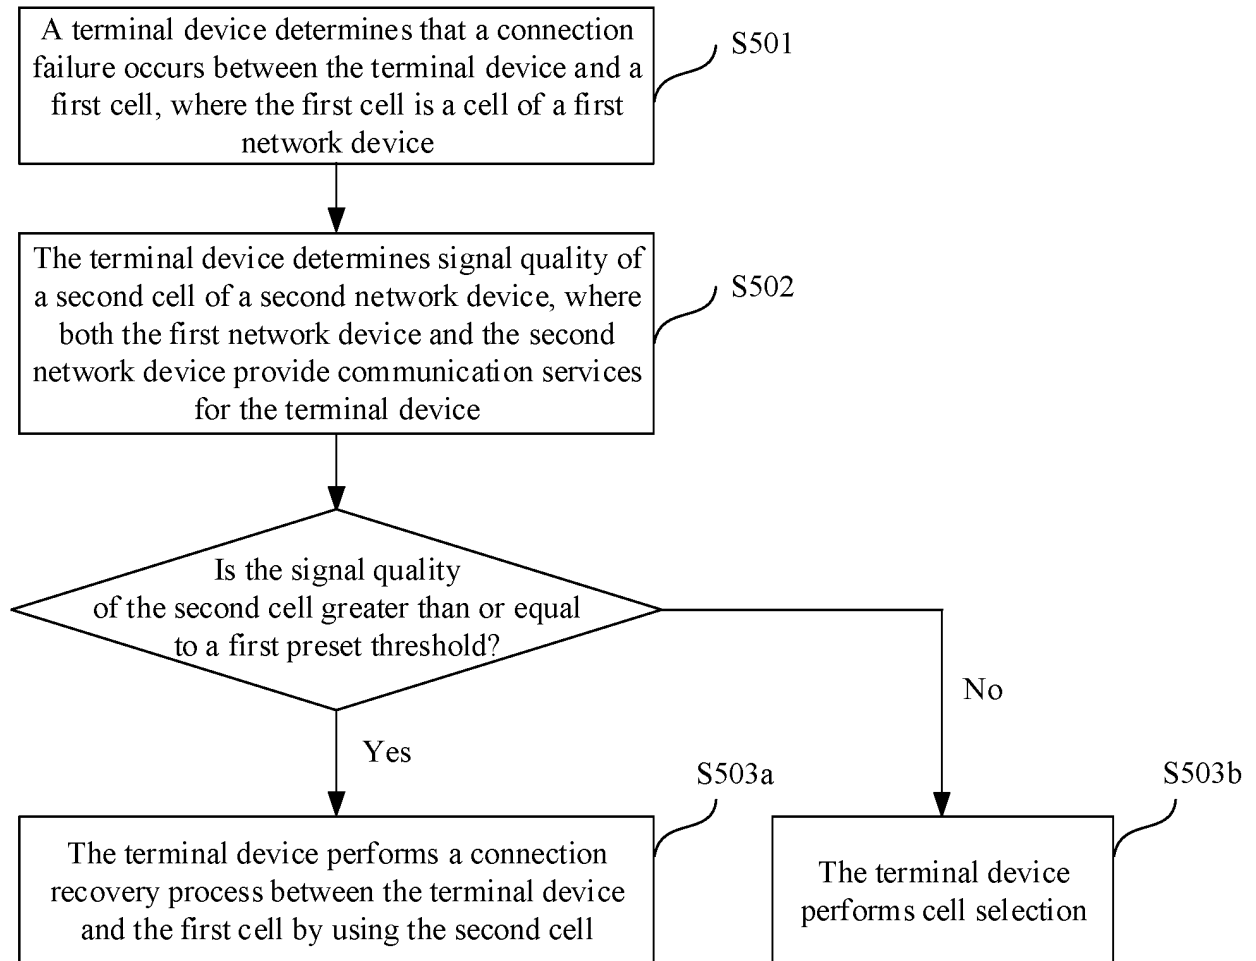 A terminal device determines that a connection
failure occurs between the terminal device and a
first cell, where the first cell is a cell of a first
network device
S501
The terminal device determines signal quality of
a second cell of a second network device, where
both the first network device and the second
network device provide communication services
for the terminal device
S502
Is the signal quality
of the second cell greater than or equal
to a first preset threshold?
No
Yes
S503a
S503b
The terminal device performs a connection
recovery process between the terminal device
and the first cell by using the second cell
The terminal device
performs cell selection